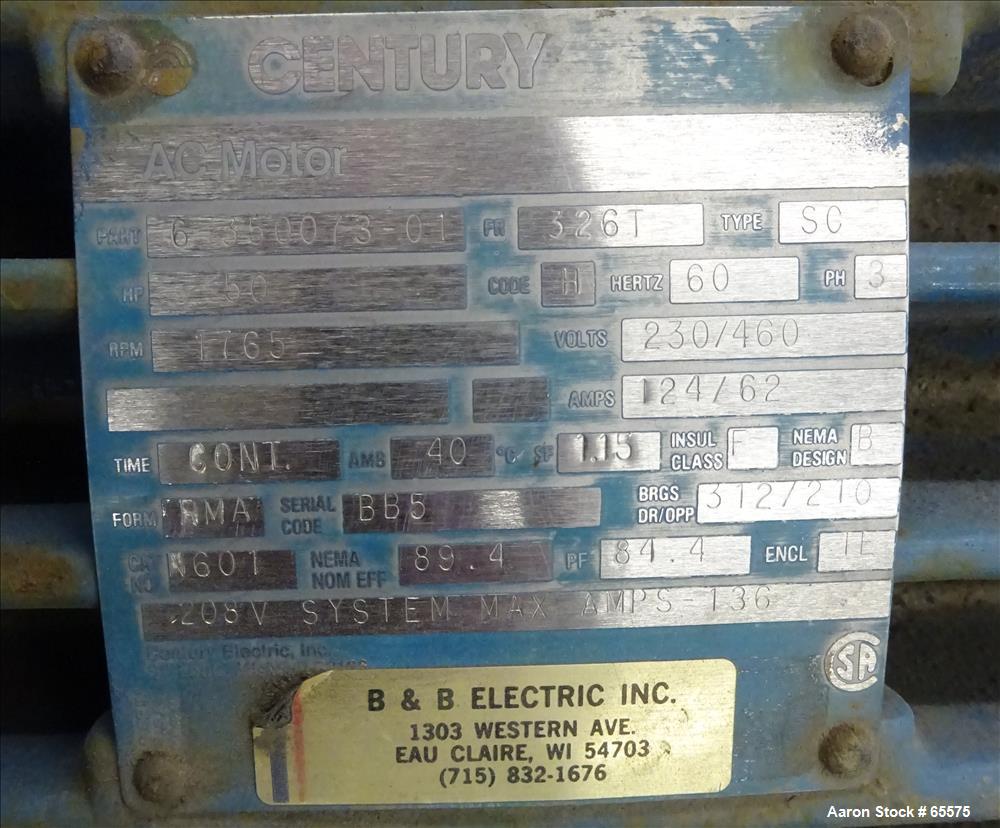 CENTURY
AC Motor
PART 6-350073-01 FR 326T TYPE SC
HP 50 CODE H HERTZ 60 PH 3
RPM 1765 VOLTS 230/460
AMPS 124/62
TIME CONT. AMB 40 °C SF 1.15 INSUL CLASS F NEMA DESIGN B
FORM RMA SERIAL CODE BB5 BRGS DR/OPP 312/210
NO N601 NEMA NOM EFF 89.4 PF 84.4 ENCL
208V SYSTEM MAX AMPS-136
Century Electric, Inc.
SA
B & B ELECTRIC INC.
1303 WESTERN AVE.
EAU CLAIRE, WI 54703
(715) 832-1676
Aaron Stock # 65575